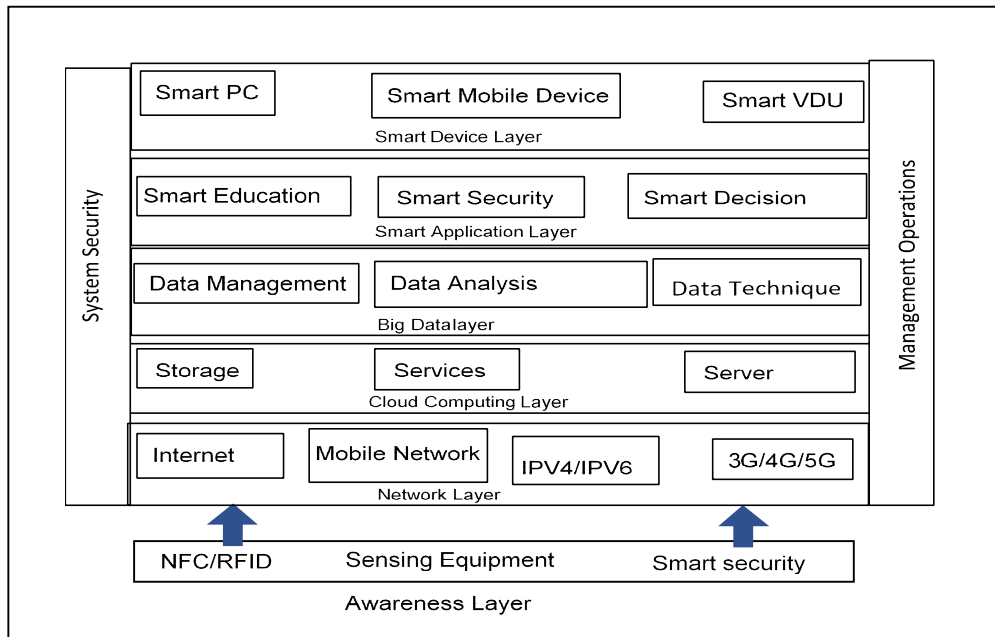 System Security
Smart PC
Smart Mobile Device
Smart VDU
Smart Device Layer
Smart Education
Smart Security
Smart Decision
Smart Application Layer
Data Management
Data Analysis
Data Technique
Big Datalayer
Storage
Services
Server
Cloud Computing Layer
Internet
Mobile Network
IPV4/IPV6
3G/4G/5G
Network Layer
Management Operations
NFC/RFID
Sensing Equipment
Smart security
Awareness Layer